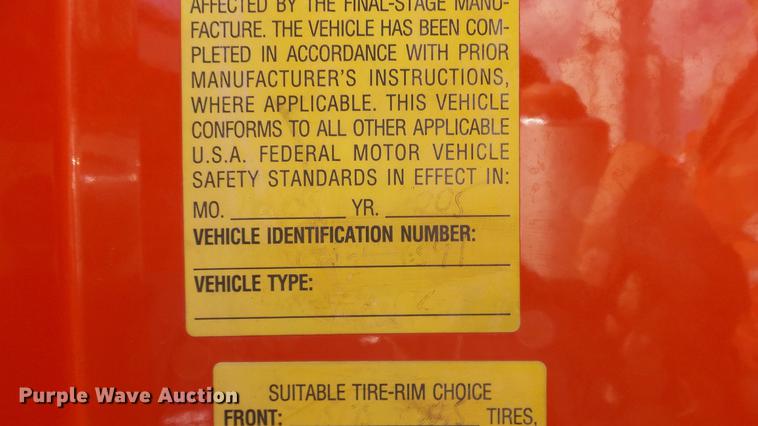 AFFECTED BY THE FINAL-STAGE MANU-
FACTURE. THE VEHICLE HAS BEEN COM-
PLETED IN ACCORDANCE WITH PRIOR
MANUFACTURER'S INSTRUCTIONS,
WHERE APPLICABLE. THIS VEHICLE
CONFORMS TO ALL OTHER APPLICABLE
U.S.A. FEDERAL MOTOR VEHICLE
SAFETY STANDARDS IN EFFECT IN:
MO. YR.
VEHICLE IDENTIFICATION NUMBER:
VEHICLE TYPE:
SUITABLE TIRE-RIM CHOICE
FRONT: TIRES,
Purple Wave Auction